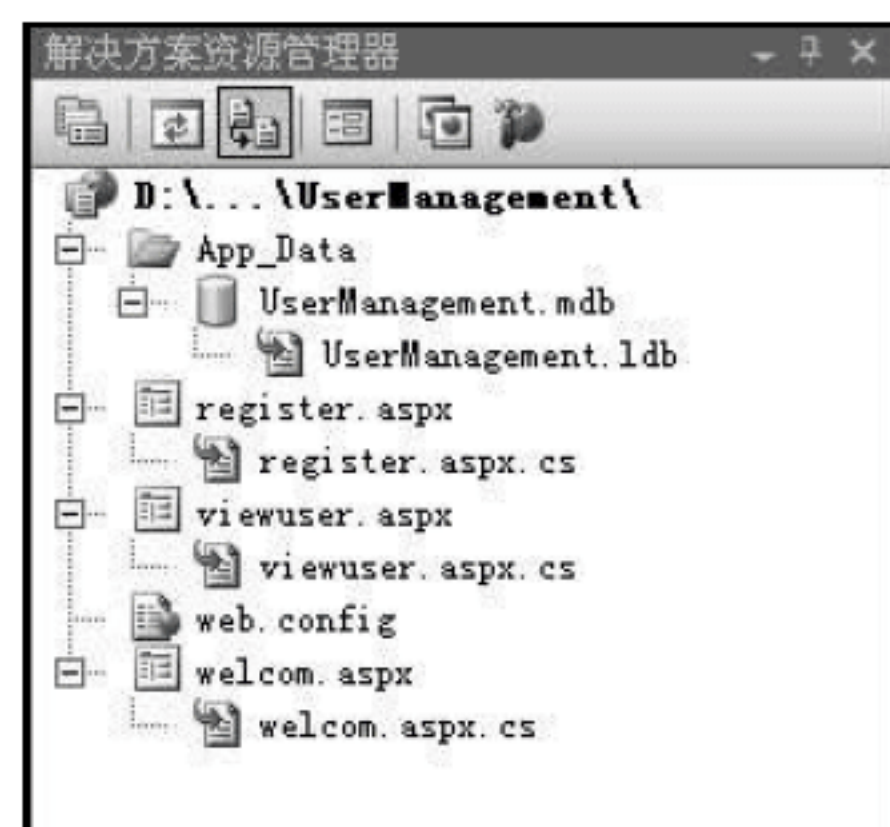 解决方案资源管理器
D:\...\UserManagement\
App_Data
UserManagement.mdb
UserManagement.ldb
register.aspx
register.aspx.cs
viewuser.aspx
viewuser.aspx.cs
web.config
welcom.aspx
welcom.aspx.cs